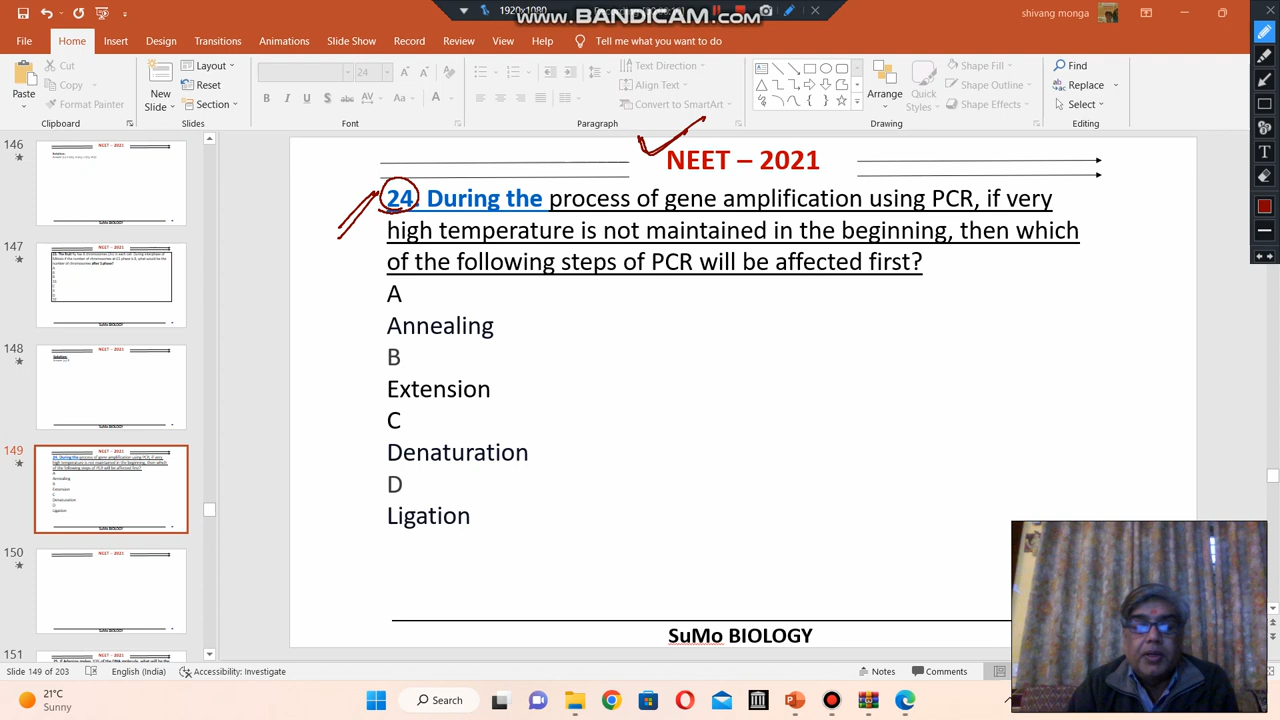 1920x1080
www.BANDICAM.com
shivang monga
File Home Insert Design Transitions Animations Slide Show Record Review View Help Tell me what you want to do
Paste
Cut
Copy
Format Painter
Clipboard
New Slide
Layout
Reset
Section
Slides
24
B I U S abc AV Aa A
Font
Text Direction
Align Text
Convert to SmartArt
Paragraph
Arrange
Quick Styles
Shape Fill
Shape Outline
Shape Effects
Drawing
Find
Replace
Select
Editing
146
147
148
149
150
151
NEET – 2021
24. During the process of gene amplification using PCR, if very
high temperature is not maintained in the beginning, then which
of the following steps of PCR will be affected first?
A
Annealing
B
Extension
C
Denaturation
D
Ligation
SuMo BIOLOGY
Slide 149 of 203
English (India)
Accessibility: Investigate
Notes
Comments
21°C
Sunny
Search